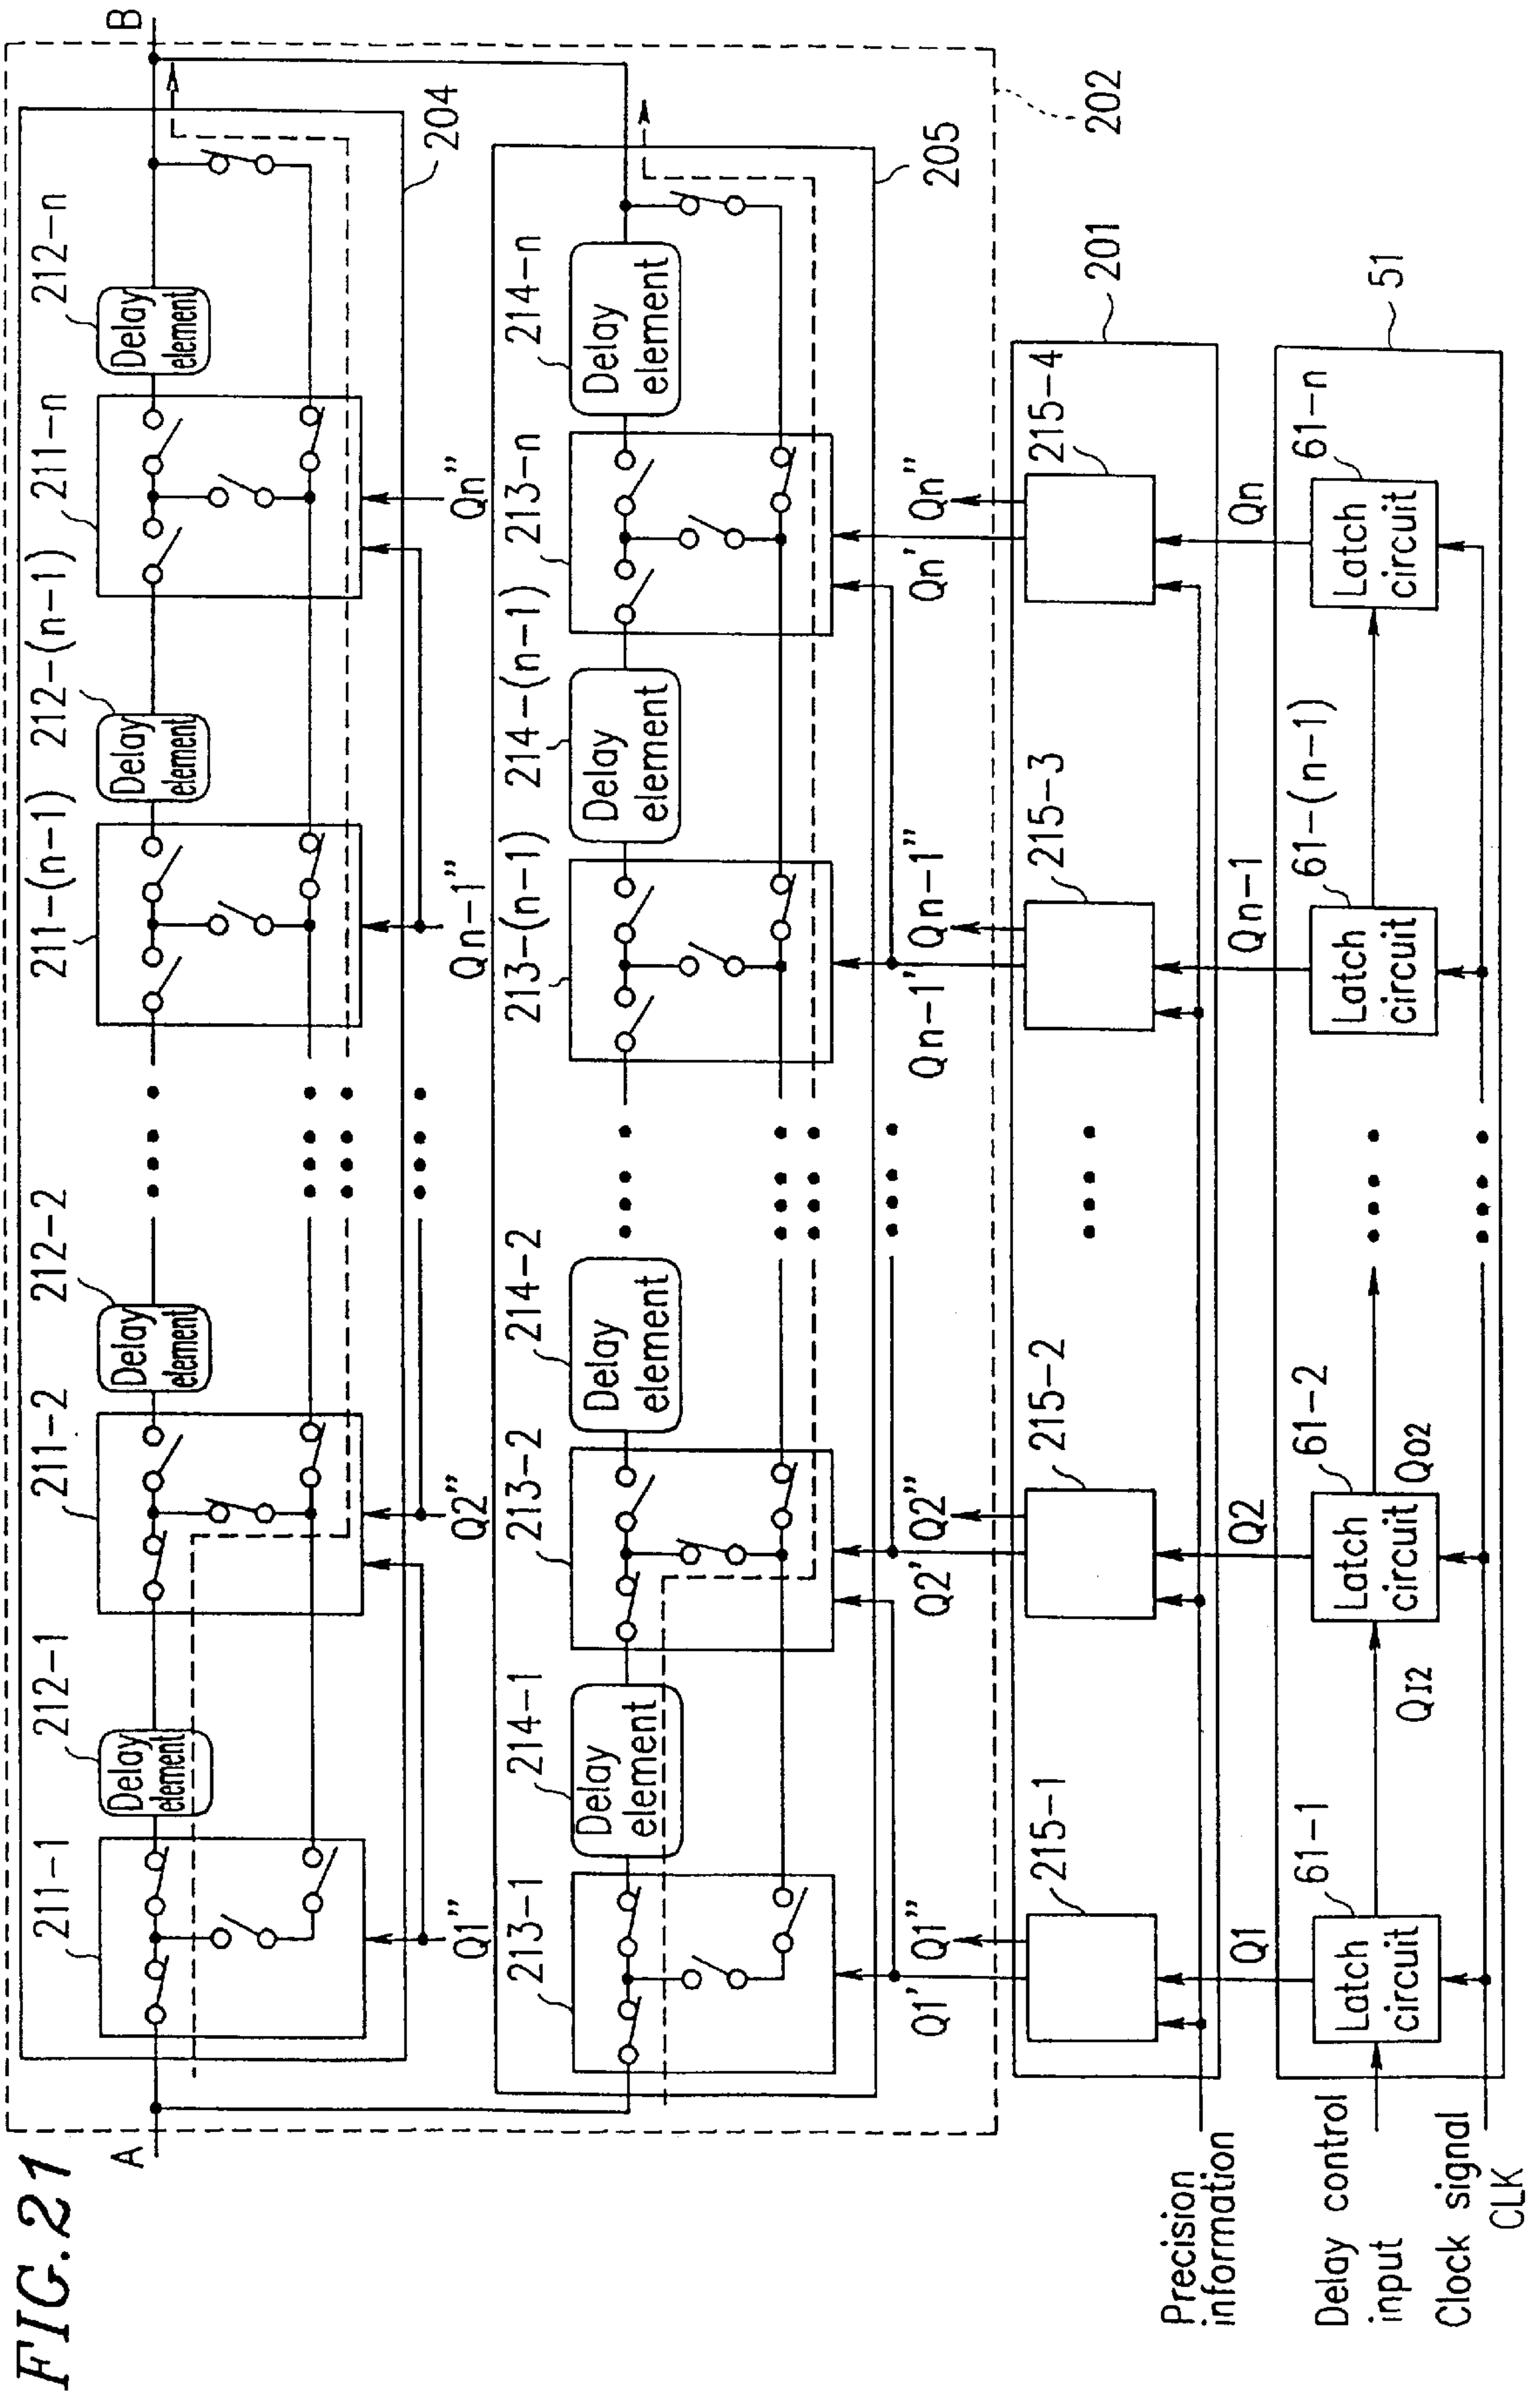 FIG.21
A
B
211-1
212-1
211-2
212-2
211-(n-1)
212-(n-1)
211-n
212-n
Delay
element
Delay
element
Delay
element
Delay
element
204
Q1"
Q2"
Qn-1"
Qn"
213-1
214-1
213-2
214-2
213-(n-1)
214-(n-1)
213-n
214-n
Delay
element
Delay
element
Delay
element
Delay
element
205
Q1'
Q1"
Q2'
Q2"
Qn-1'
Qn-1"
Qn'
Qn"
202
215-1
215-2
215-3
215-4
201
Precision
information
Q1
Q2
Qn-1
Qn
61-1
61-2
61-(n-1)
61-n
51
Latch
circuit
Latch
circuit
Latch
circuit
Latch
circuit
QI2
QO2
Delay control
input
Clock signal
CLK